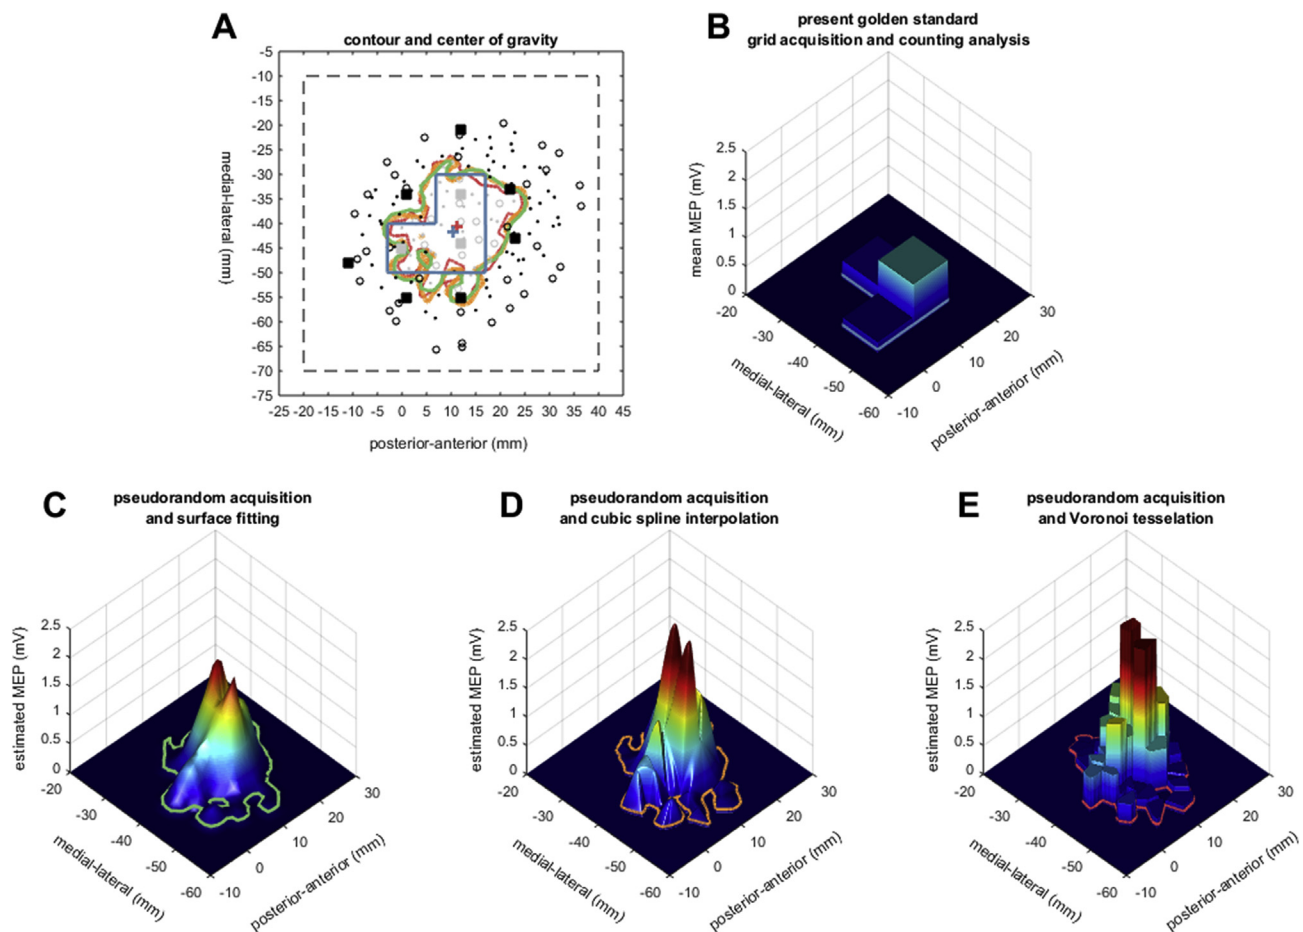 A
contour and center of gravity
-5
-10
-15
-20
-25
-30
-35
-40
-45
-50
-55
-60
-65
-70
-75
medial-lateral (mm)
-25 -20 -15 -10 -5 0 5 10 15 20 25 30 35 40 45
posterior-anterior (mm)
B
present golden standard
grid acquisition and counting analysis
2.5
2
1.5
1
0.5
0
mean MEP (mV)
-20
-30
-40
-50
-60
medial-lateral (mm)
-10
0
10
20
30
posterior-anterior (mm)
C
pseudorandom acquisition
and surface fitting
2.5
2
1.5
1
0.5
0
estimated MEP (mV)
-20
-30
-40
-50
-60
medial-lateral (mm)
-10
0
10
20
30
posterior-anterior (mm)
D
pseudorandom acquisition
and cubic spline interpolation
2.5
2
1.5
1
0.5
0
estimated MEP (mV)
-20
-30
-40
-50
-60
medial-lateral (mm)
-10
0
10
20
30
posterior-anterior (mm)
E
pseudorandom acquisition
and Voronoi tesselation
2.5
2
1.5
1
0.5
0
estimated MEP (mV)
-20
-30
-40
-50
-60
medial-lateral (mm)
-10
0
10
20
30
posterior-anterior (mm)